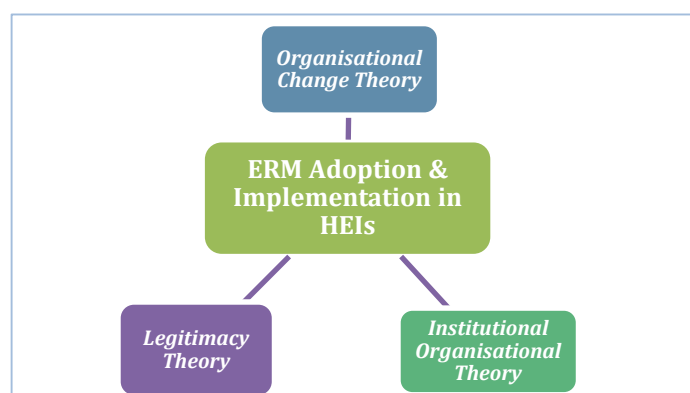 Organisational
Change Theory
ERM Adoption &
Implementation in
HEIs
Legitimacy
Theory
Institutional
Organisational
Theory